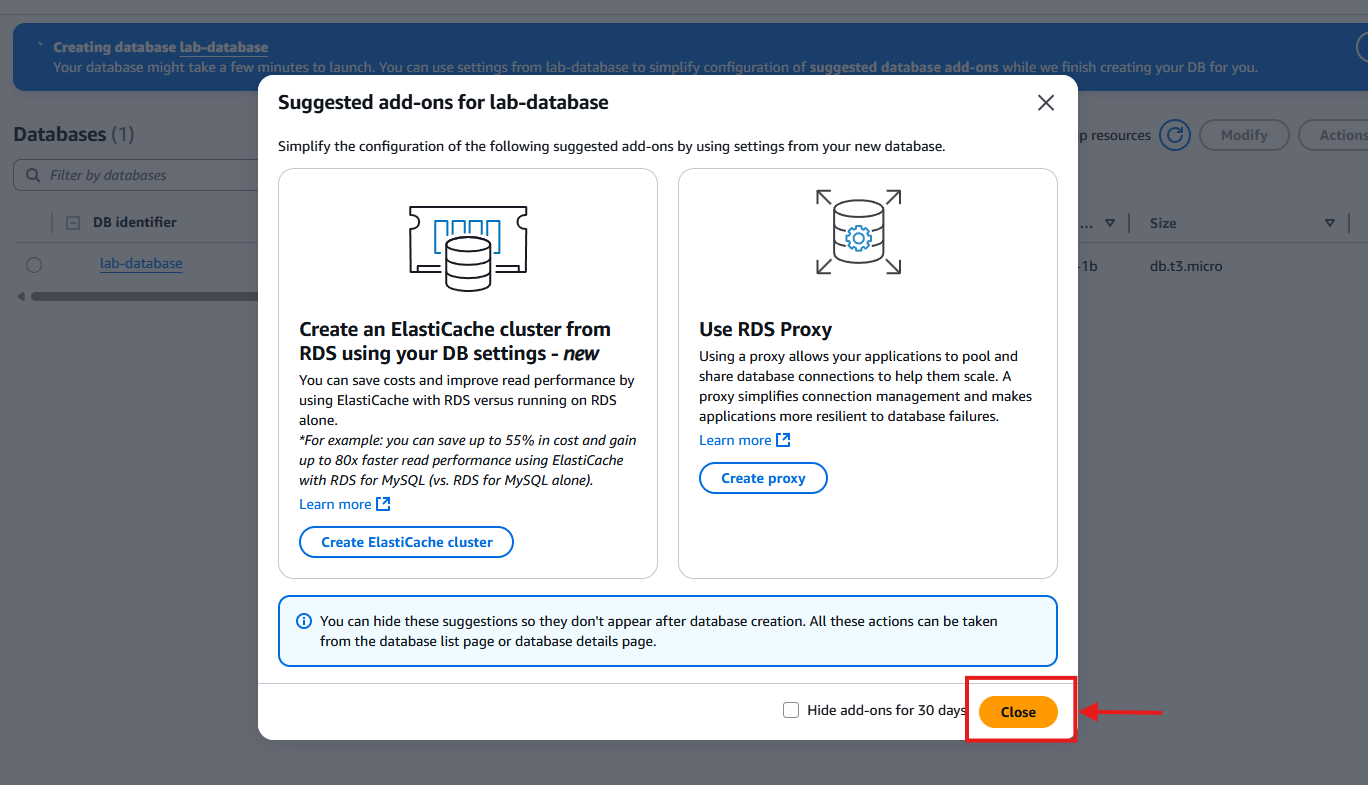 Creating database lab-database
Your database might take a few minutes to launch. You can use settings from lab-database to simplify configuration of suggested database add-ons while we finish creating your DB for you.
Suggested add-ons for lab-database
Databases (1)
resources
Modify
Actions
Simplify the configuration of the following suggested add-ons by using settings from your new database.
Filter by databases
DB identifier
...
Size
lab-database
-1b
db.t3.micro
Create an ElastiCache cluster from
RDS using your DB settings - new
You can save costs and improve read performance by
using ElastiCache with RDS versus running on RDS
alone.
*For example: you can save up to 55% in cost and gain
up to 80x faster read performance using ElastiCache
with RDS for MySQL (vs. RDS for MySQL alone).
Learn more
Create ElastiCache cluster
Use RDS Proxy
Using a proxy allows your applications to pool and
share database connections to help them scale. A
proxy simplifies connection management and makes
applications more resilient to database failures.
Learn more
Create proxy
You can hide these suggestions so they don't appear after database creation. All these actions can be taken
from the database list page or database details page.
Hide add-ons for 30 days
Close